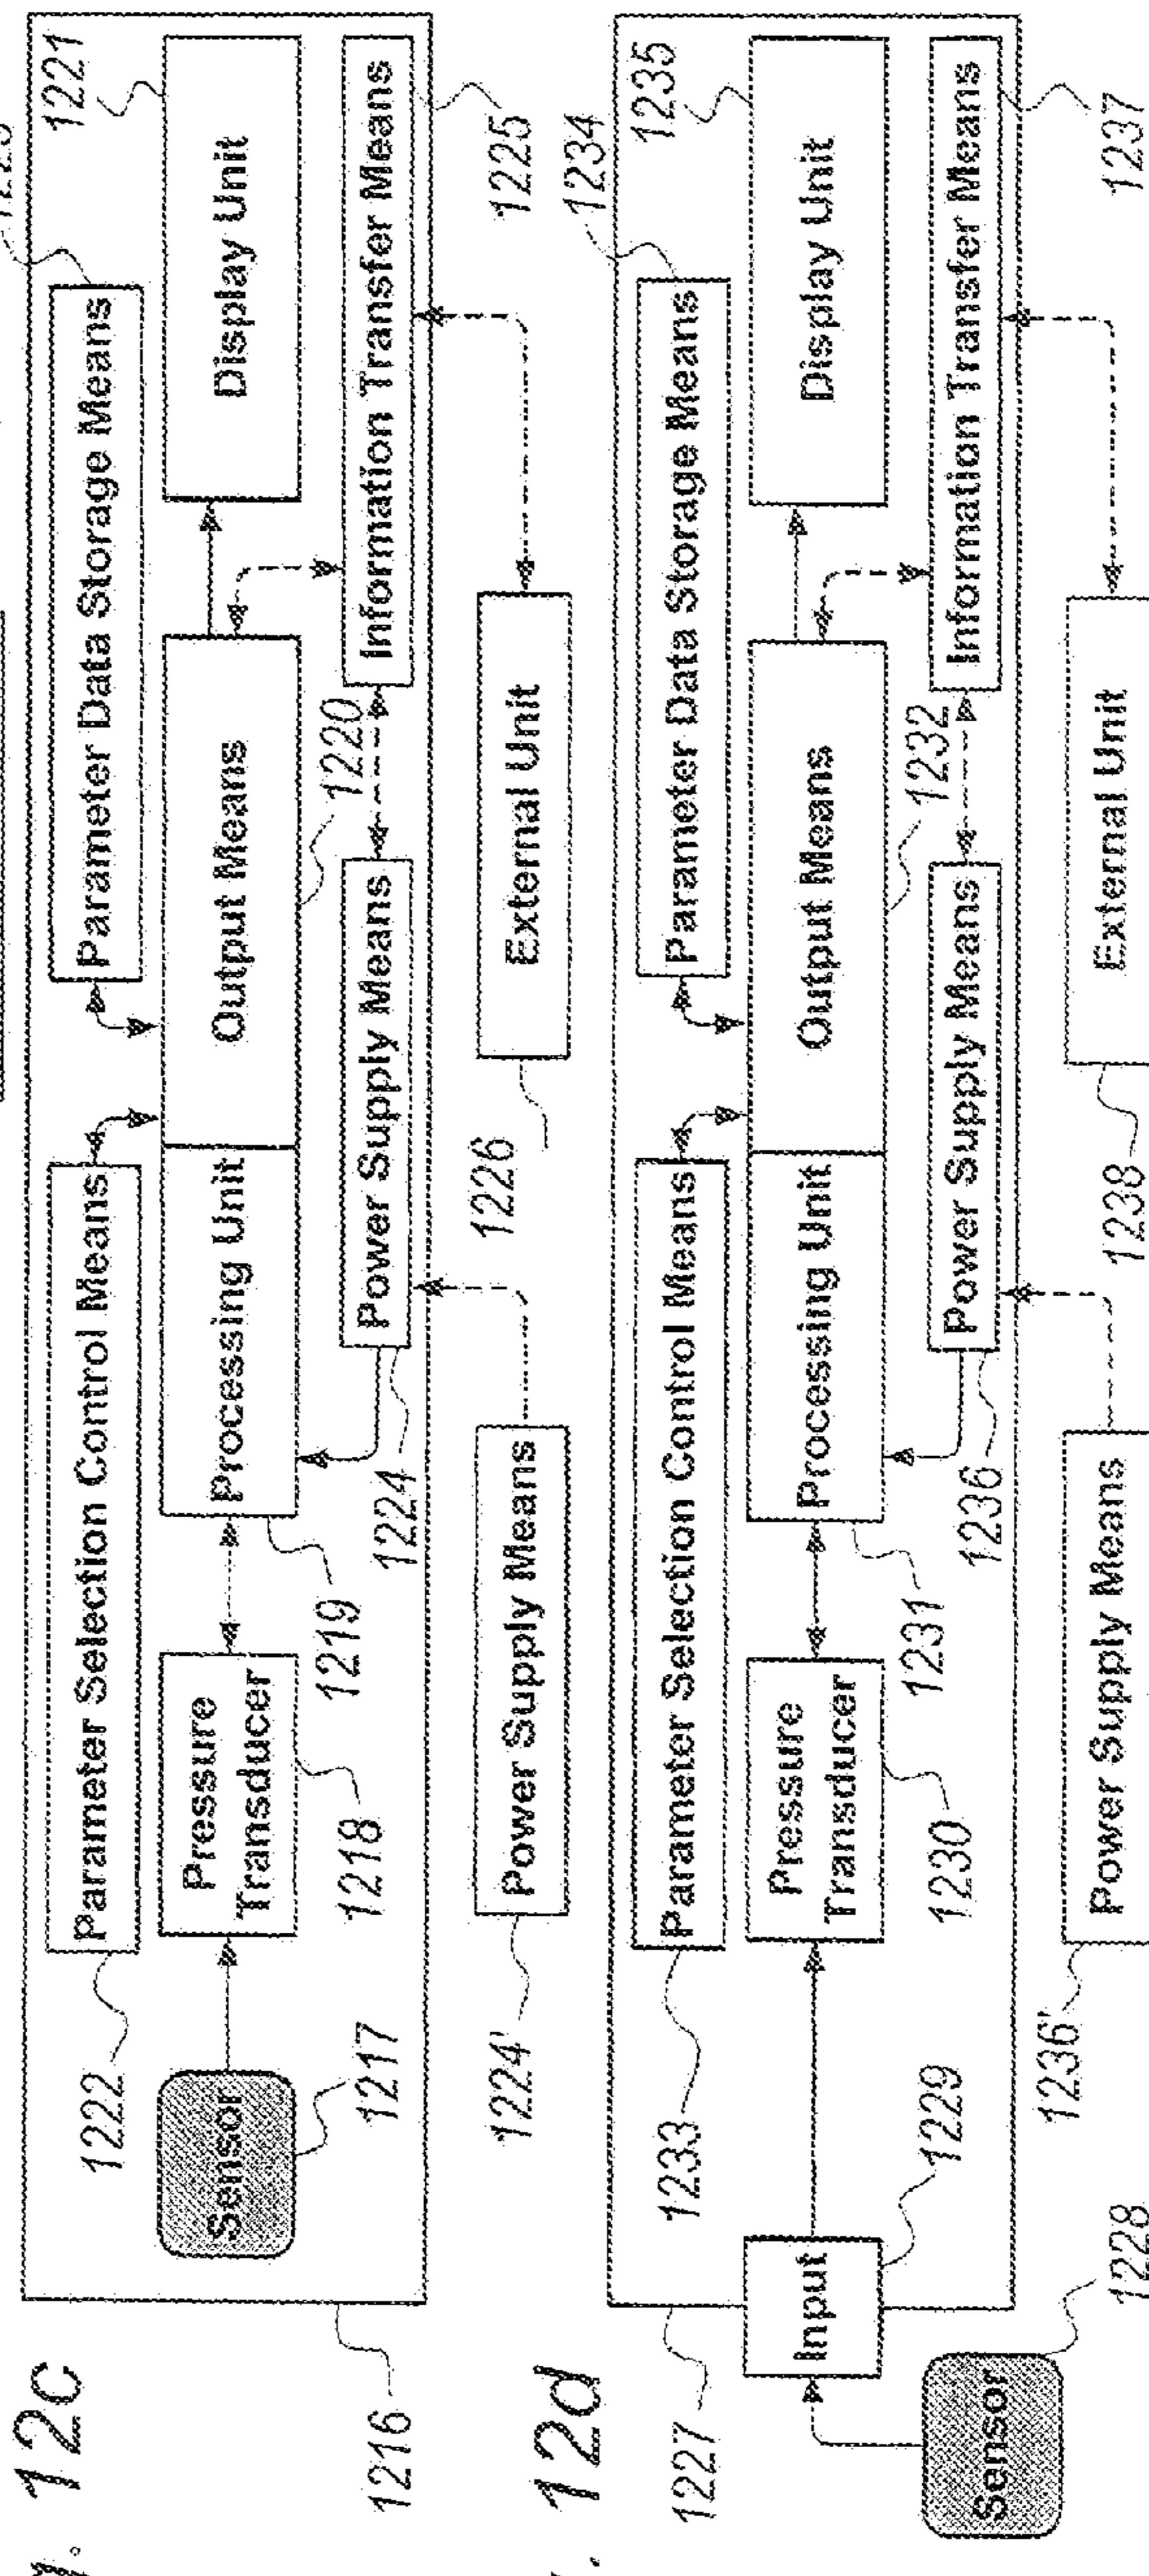 12c
1221
Parameter Selection Control Means
Parameter Data Storage Means
1222
Sensor
Pressure
Transducer
Processing Unit
Output Means
Display Unit
1217
1218
1219
1220
1224
Power Supply Means
Information Transfer Means
1216
1225
Power Supply Means
External Unit
1224'
1226
12d
1234
1235
Parameter Selection Control Means
Parameter Data Storage Means
1227
1233
Input
Pressure
Transducer
Processing Unit
Output Means
Display Unit
1229
1230
1231
1232
1236
Power Supply Means
Information Transfer Means
Sensor
1228
1237
1236'
Power Supply Means
External Unit
1238